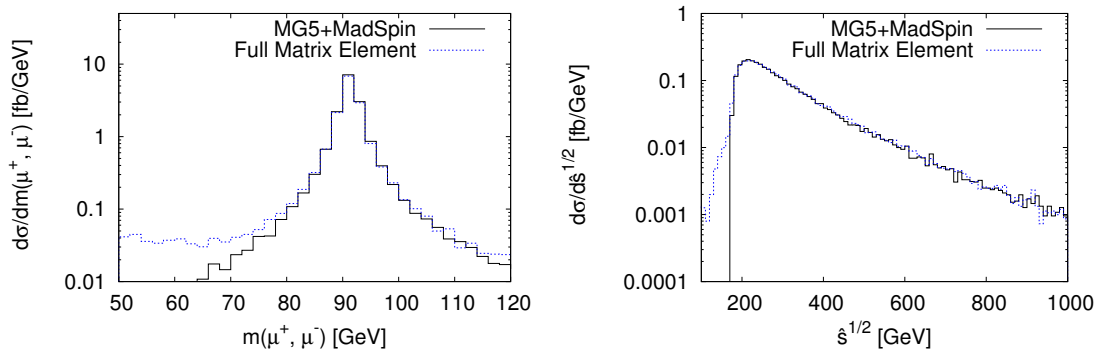 MG5+MadSpin
Full Matrix Element
10
1
0.1
0.01
50 60 70 80 90 100 110 120
dσ/dm(μ⁺, μ⁻) [fb/GeV]
m(μ⁺, μ⁻) [GeV]
MG5+MadSpin
Full Matrix Element
1
0.1
0.01
0.001
0.0001
200 400 600 800 1000
dσ/dŝ^1/2 [fb/GeV]
ŝ^1/2 [GeV]